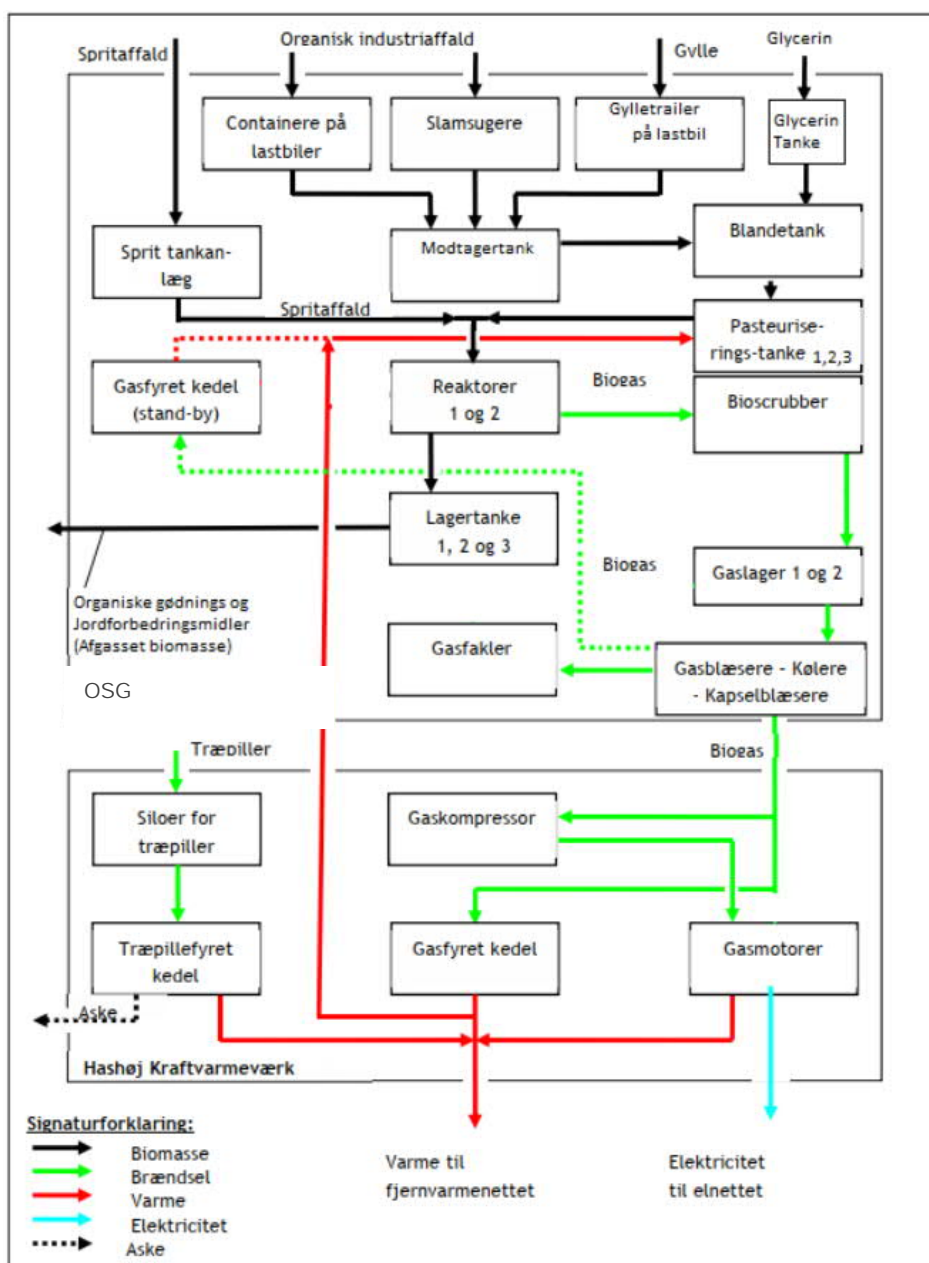 Organisk industriaffald
Gylle
Glycerin
Spritaffald
Containere på
lastbiler
Slamsugere
Gylletrailer
på lastbil
Glycerin
Tanke
Sprit tankan-
læg
Modtagertank
Blandetank
Spritaffald
Pasteurise-
rings-tanke 1,2,3
Gasfyret kedel
(stand-by)
Reaktorer
1 og 2
Biogas
Bioscrubber
Lagertanke
1, 2 og 3
Biogas
Gaslager 1 og 2
Organiske gødnings og
Jordforbedringsmidler
(Afgasset biomasse)
Gasfakler
Gasblæsere - Kølere
- Kapselblæsere
OSG
Træpiller
Biogas
Siloer for
træpiller
Gaskompressor
Træpillefyret
kedel
Gasfyret kedel
Gasmotorer
Aske
Hashøj Kraftvarmeværk
Signaturforklaring:
Biomasse
Brændsel
Varme
Elektricitet
Aske
Varme til
fjernvarmenettet
Elektricitet
til elnettet